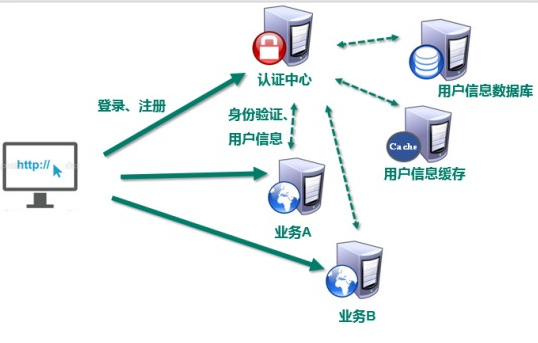 认证中心
用户信息数据库
登录、注册
身份验证、
用户信息
Cache
用户信息缓存
http://
业务A
业务B